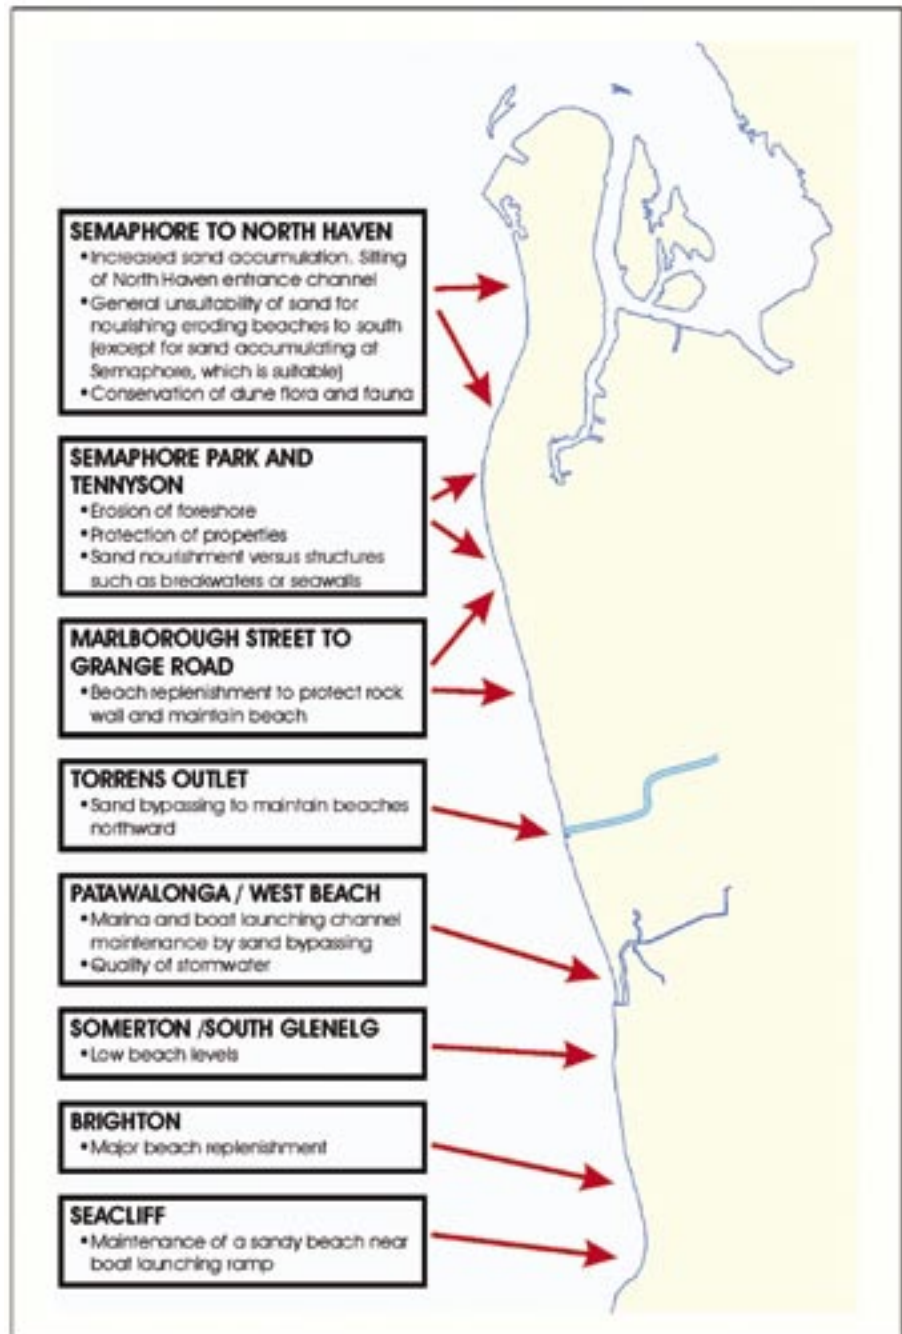 SEMAPHORE TO NORTH HAVEN
•Increased sand accumulation. Silting
of North Haven entrance channel
•General unsuitability of sand for
nourishing eroding beaches to south
(except for sand accumulating at
Semaphore, which is suitable)
•Conservation of dune flora and fauna
SEMAPHORE PARK AND
TENNYSON
•Erosion of foreshore
•Protection of properties
•Sand nourishment versus structures
such as breakwaters or seawalls
MARLBOROUGH STREET TO
GRANGE ROAD
•Beach replenishment to protect rock
wall and maintain beach
TORRENS OUTLET
•Sand bypassing to maintain beaches
northward
PATAWALONGA / WEST BEACH
•Marina and boat launching channel
maintenance by sand bypassing
•Quality of stormwater
SOMERTON /SOUTH GLENELG
•Low beach levels
BRIGHTON
•Major beach replenishment
SEACLIFF
•Maintenance of a sandy beach near
boat launching ramp